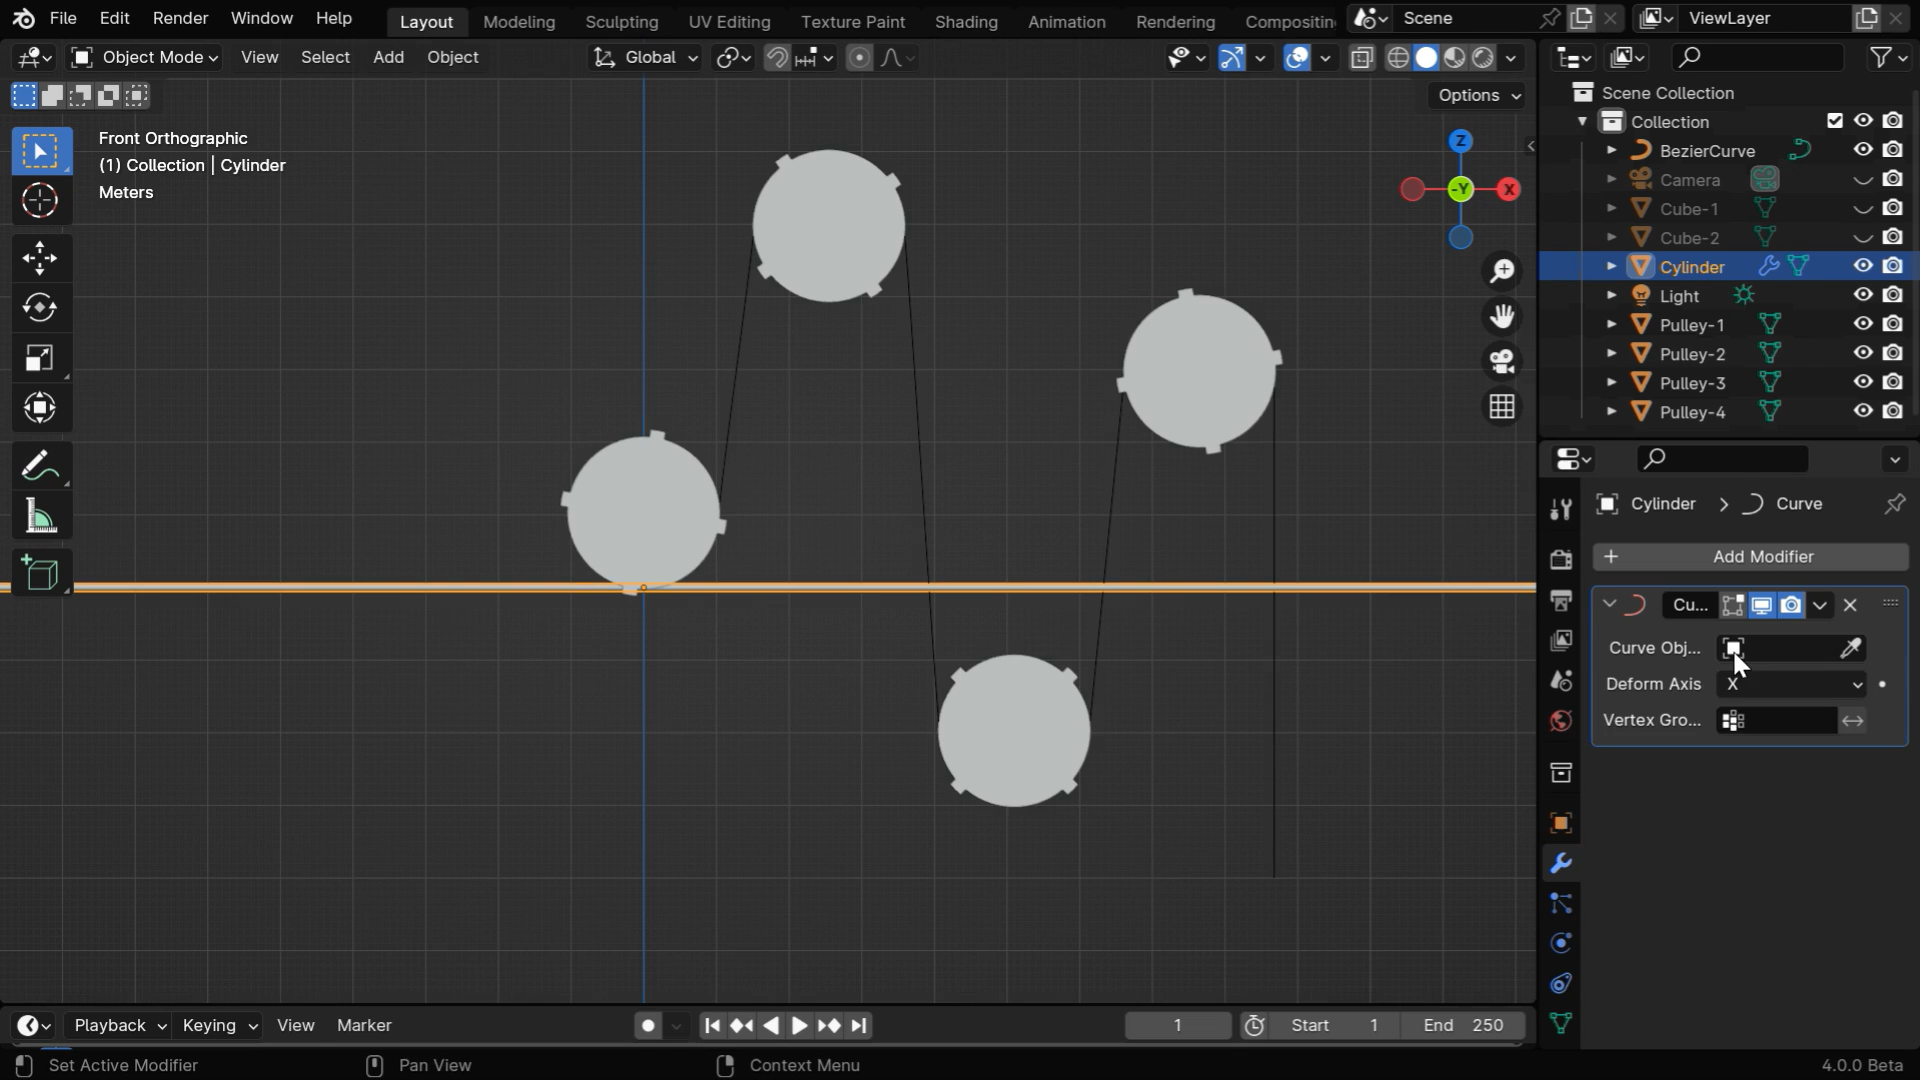 File Edit Render Window Help Layout Modeling Sculpting UV Editing Texture Paint Shading Animation Rendering Compositin Scene ViewLayer
Object Mode View Select Add Object Global
Options
Front Orthographic
(1) Collection | Cylinder
Meters
Z
-Y
X
Scene Collection
Collection
BezierCurve
Camera
Cube-1
Cube-2
Cylinder
Light
Pulley-1
Pulley-2
Pulley-3
Pulley-4
Cylinder > Curve
+ Add Modifier
Cu...
Curve Obj...
Deform Axis X
Vertex Gro...
Playback Keying View Marker 1 Start 1 End 250
Set Active Modifier Pan View Context Menu 4.0.0 Beta